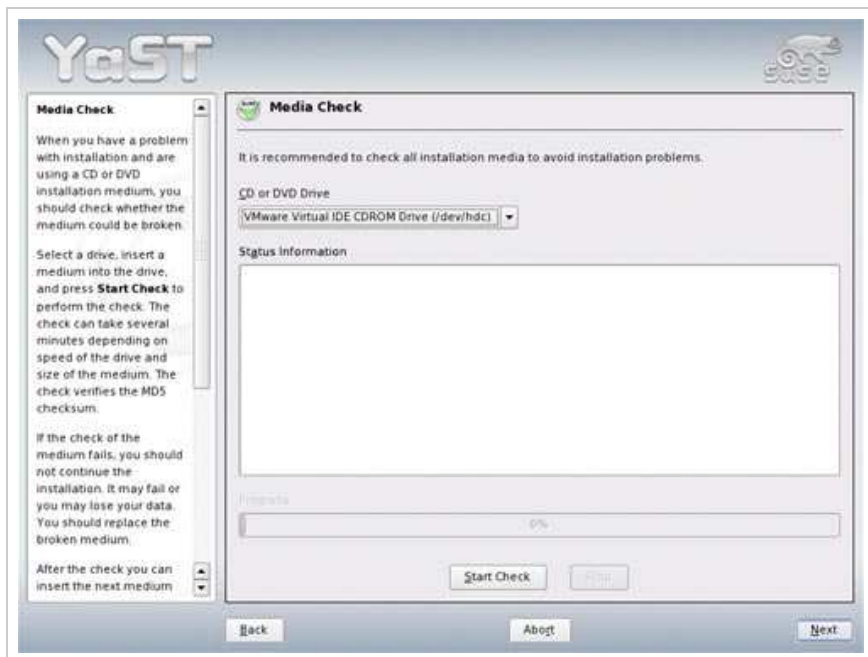 YaST
SUSE
Media Check
When you have a problem
with installation and are
using a CD or DVD
installation medium, you
should check whether the
medium could be broken.
Select a drive, insert a
medium into the drive,
and press Start Check to
perform the check. The
check can take several
minutes depending on
speed of the drive and
size of the medium. The
check verifies the MD5
checksum.
If the check of the
medium fails, you should
not continue the
installation. It may fail or
you may lose your data.
You should replace the
broken medium.
After the check you can
insert the next medium
Media Check
It is recommended to check all installation media to avoid installation problems.
CD or DVD Drive
VMware Virtual IDE CDROM Drive (/dev/hdc)
Status Information
Progress
0%
Start Check
Back
Abort
Next